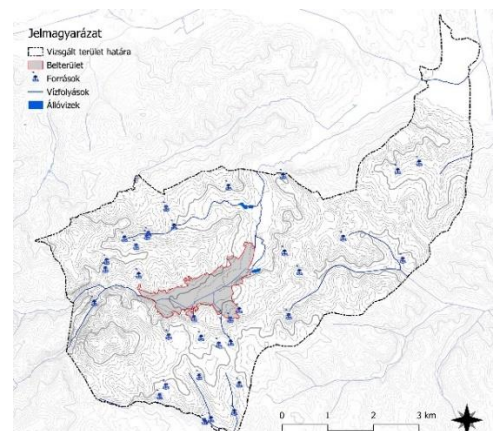 Jelmagyarázat
Vizsgált terület határa
Belterület
Források
Vízfolyások
Állóvizek
0 1 2 3 km